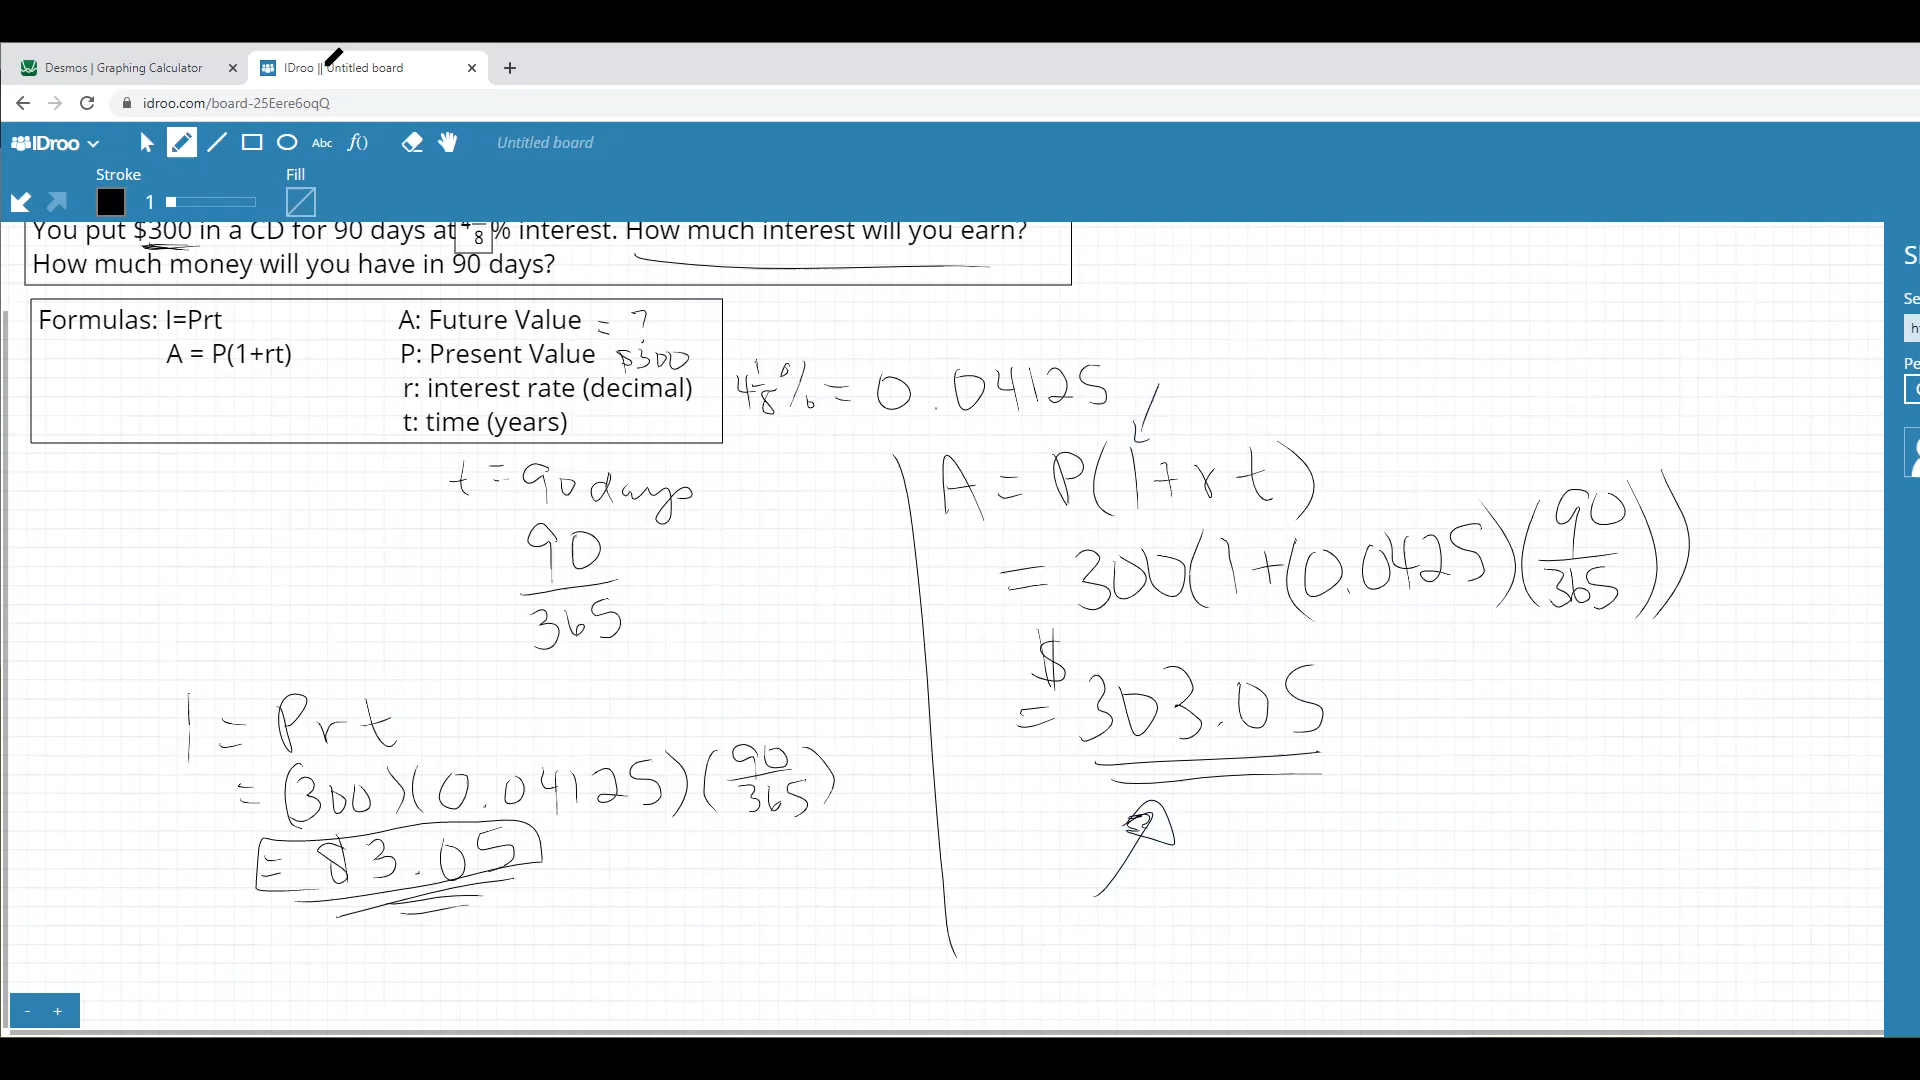 Desmos | Graphing Calculator
IDroo || Untitled board
idroo.com/board-25Eere6oqQ
IDroo
Abc
f()
Untitled board
Stroke
Fill
1
You put $300 in a CD for 90 days at 4 1/8 % interest. How much interest will you earn?
How much money will you have in 90 days?
Formulas: I=Prt
A = P(1+rt)
A: Future Value = ?
P: Present Value $300
r: interest rate (decimal)
t: time (years)
4 1/8 % = 0.04125
t = 90 days
90
365
I = Prt
= (300)(0.04125)(90/365)
= $3.05
A = P(1+rt)
= 300(1+(0.0425)(90/365))
= $303.05
Se
Pe
- +